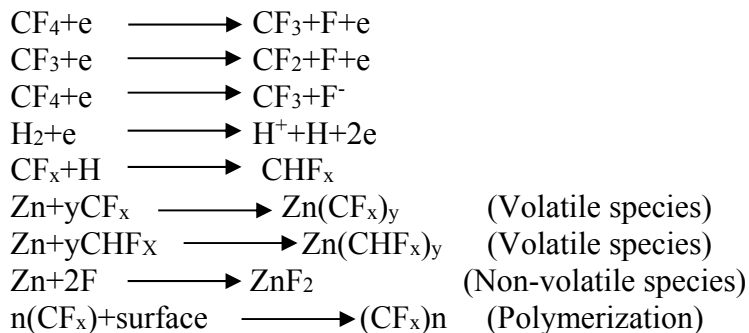 CF₄+e ⟶ CF₃+F+e
CF₃+e ⟶ CF₂+F+e
CF₄+e ⟶ CF₃+F⁻
H₂+e ⟶ H⁺+H+2e
CFₓ+H ⟶ CHFₓ
Zn+yCFₓ ⟶ Zn(CFₓ)y (Volatile species)
Zn+yCHFX ⟶ Zn(CHFₓ)y (Volatile species)
Zn+2F ⟶ ZnF₂ (Non-volatile species)
n(CFₓ)+surface ⟶ (CFₓ)n (Polymerization)